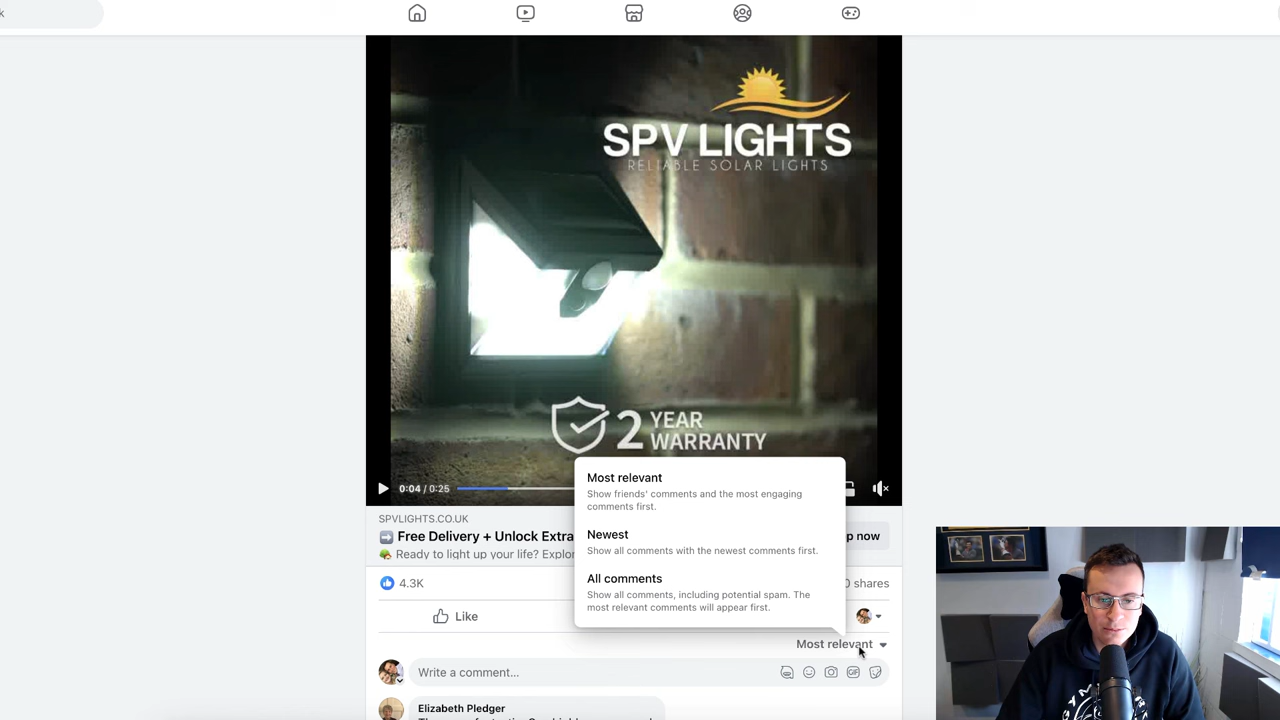 k
SPV LIGHTS
RELIABLE SOLAR LIGHTS
2 YEAR WARRANTY
0:04 / 0:25
Most relevant
Show friends' comments and the most engaging
comments first.
Newest
Show all comments with the newest comments first.
All comments
Show all comments, including potential spam. The
most relevant comments will appear first.
SPVLIGHTS.CO.UK
➡️ Free Delivery + Unlock Extra
Ready to light up your life? Explor
p now
4.3K
0 shares
Like
Most relevant
Write a comment...
GIF
Elizabeth Pledger